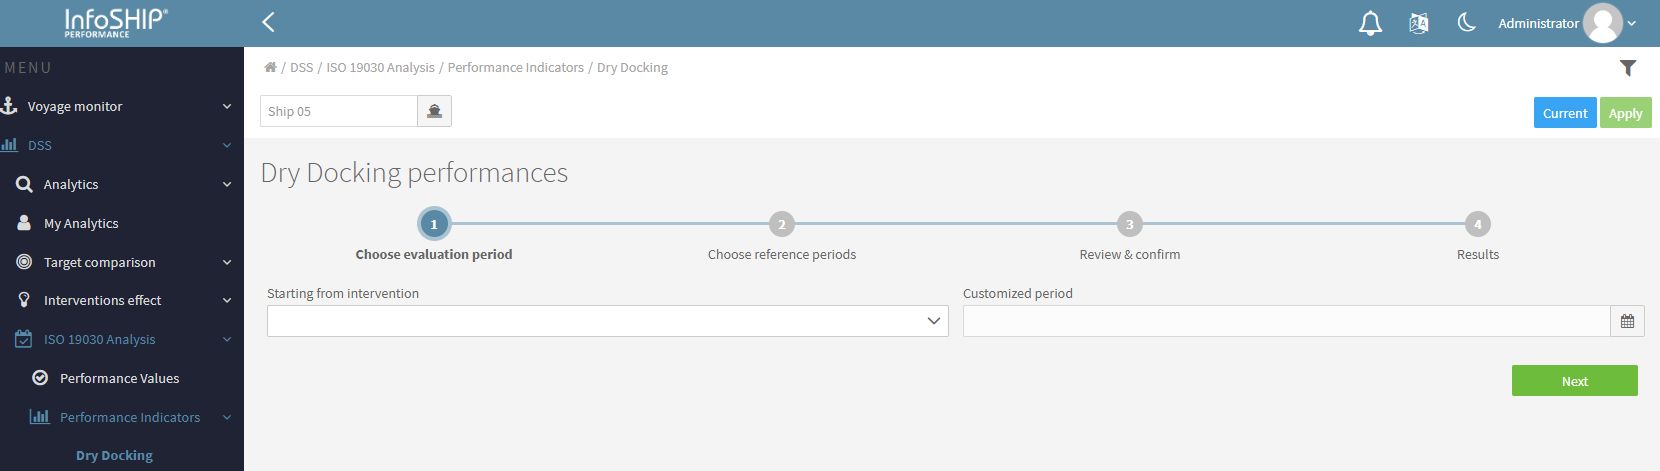 InfoSHIP®
PERFORMANCE
Administrator
MENU
Voyage monitor
DSS
Analytics
My Analytics
Target comparison
Interventions effect
ISO 19030 Analysis
Performance Values
Performance Indicators
Dry Docking
/ DSS / ISO 19030 Analysis / Performance Indicators / Dry Docking
Ship 05
Current
Apply
Dry Docking performances
1
2
3
4
Choose evaluation period
Choose reference periods
Review & confirm
Results
Starting from intervention
Customized period
Next